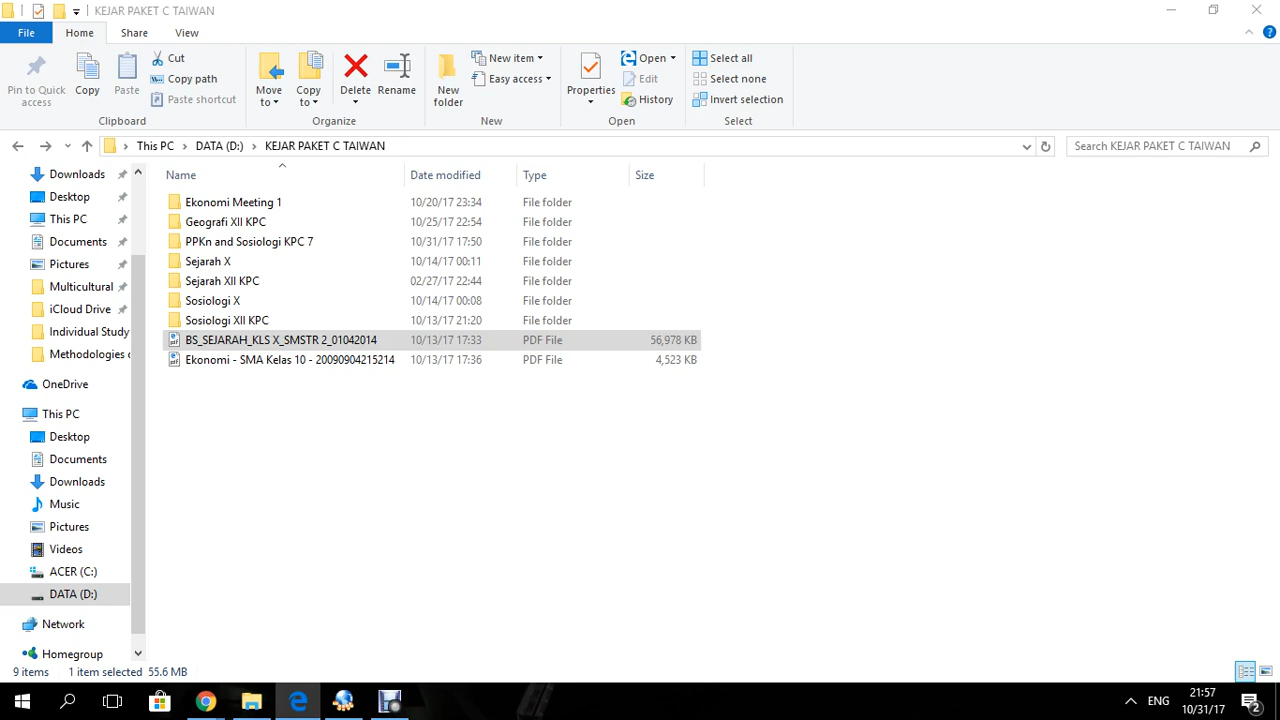 KEJAR PAKET C TAIWAN
File Home Share View
Pin to Quick access
Copy
Paste
Cut
Copy path
Paste shortcut
Clipboard
Move to
Copy to
Delete
Rename
Organize
New folder
New item
Easy access
New
Properties
Open
Edit
History
Open
Select all
Select none
Invert selection
Select
This PC DATA (D:) KEJAR PAKET C TAIWAN
Search KEJAR PAKET C TAIWAN
Downloads
Desktop
This PC
Documents
Pictures
Multicultural
iCloud Drive
Individual Study
Methodologies
OneDrive
This PC
Desktop
Documents
Downloads
Music
Pictures
Videos
ACER (C:)
DATA (D:)
Network
Homegroup
Name Date modified Type Size
Ekonomi Meeting 1 10/20/17 23:34 File folder
Geografi XII KPC 10/25/17 22:54 File folder
PPKn and Sosiologi KPC 7 10/31/17 17:50 File folder
Sejarah X 10/14/17 00:11 File folder
Sejarah XII KPC 02/27/17 22:44 File folder
Sosiologi X 10/14/17 00:08 File folder
Sosiologi XII KPC 10/13/17 21:20 File folder
BS_SEJARAH_KLS X_SMSTR 2_01042014 10/13/17 17:33 PDF File 56,978 KB
Ekonomi - SMA Kelas 10 - 20090904215214 10/13/17 17:36 PDF File 4,523 KB
9 items 1 item selected 55.6 MB
ENG
21:57
10/31/17
2